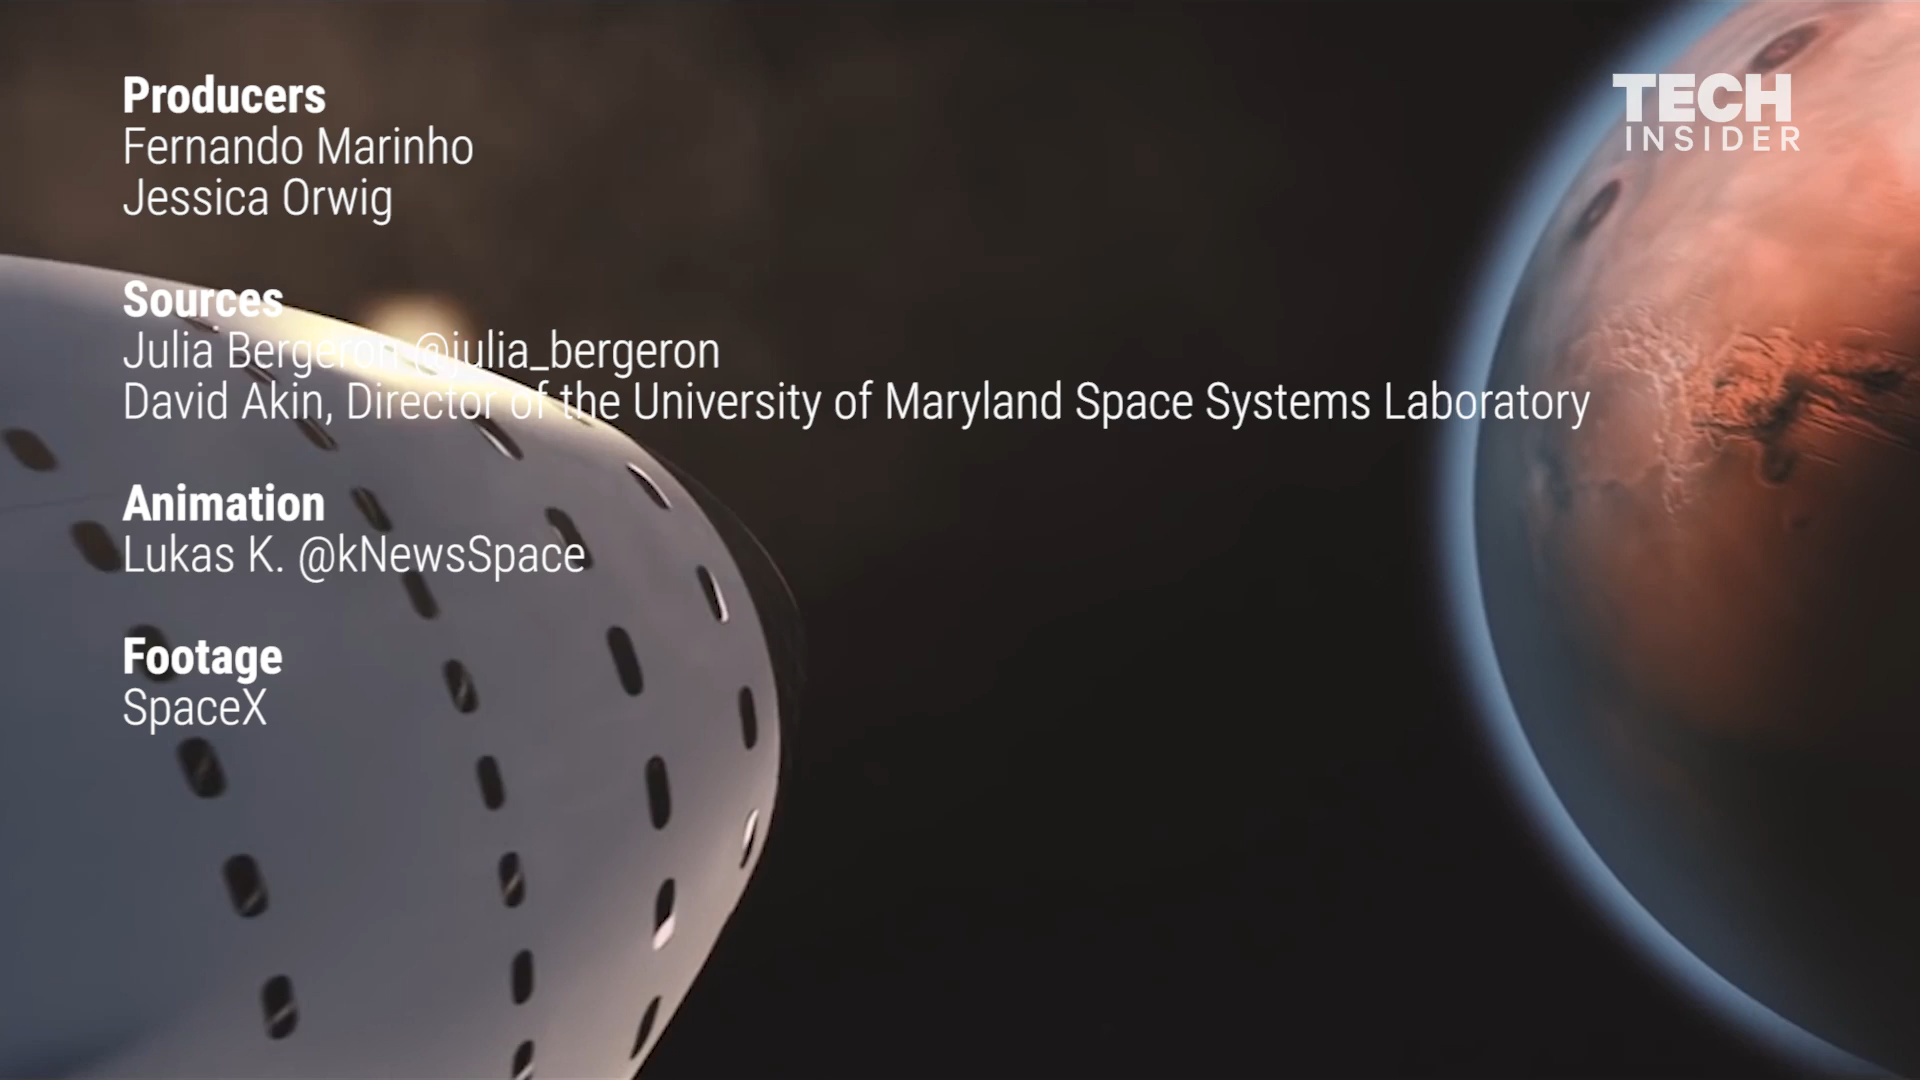 Producers
Fernando Marinho
Jessica Orwig
TECH
INSIDER
Sources
Julia Bergeron @julia_bergeron
David Akin, Director of the University of Maryland Space Systems Laboratory
Animation
Lukas K. @kNewsSpace
Footage
SpaceX